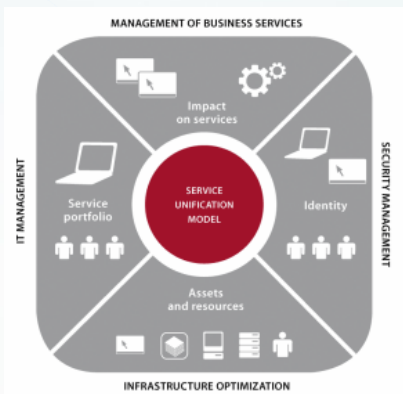 MANAGEMENT OF BUSINESS SERVICES
Impact
on services
IT MANAGEMENT
Service
portfolio
SERVICE
UNIFICATION
MODEL
Identity
SECURITY MANAGEMENT
Assets
and resources
INFRASTRUCTURE OPTIMIZATION